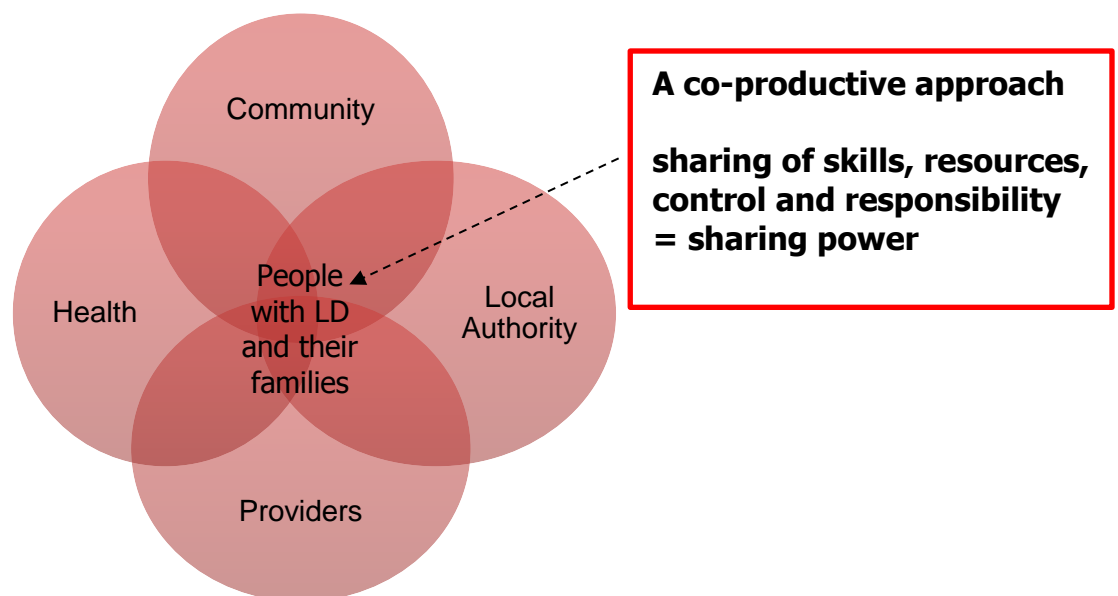 Community
Health
People
with LD
and their
families
Local
Authority
Providers
A co-productive approach
sharing of skills, resources,
control and responsibility
= sharing power